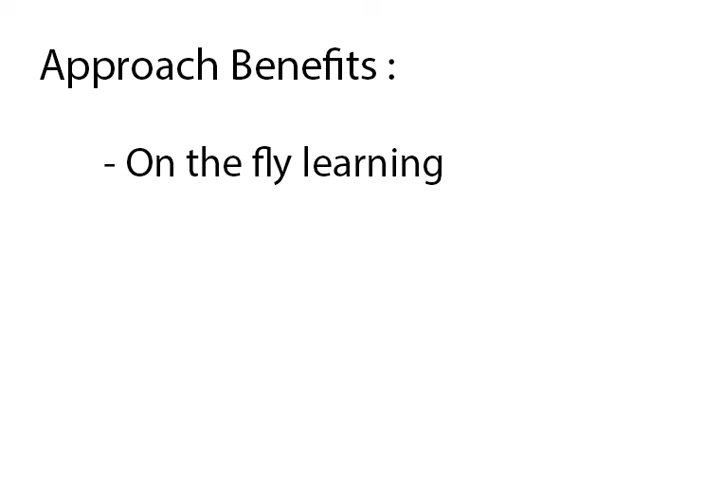 Approach Benefits :
- On the fly learning